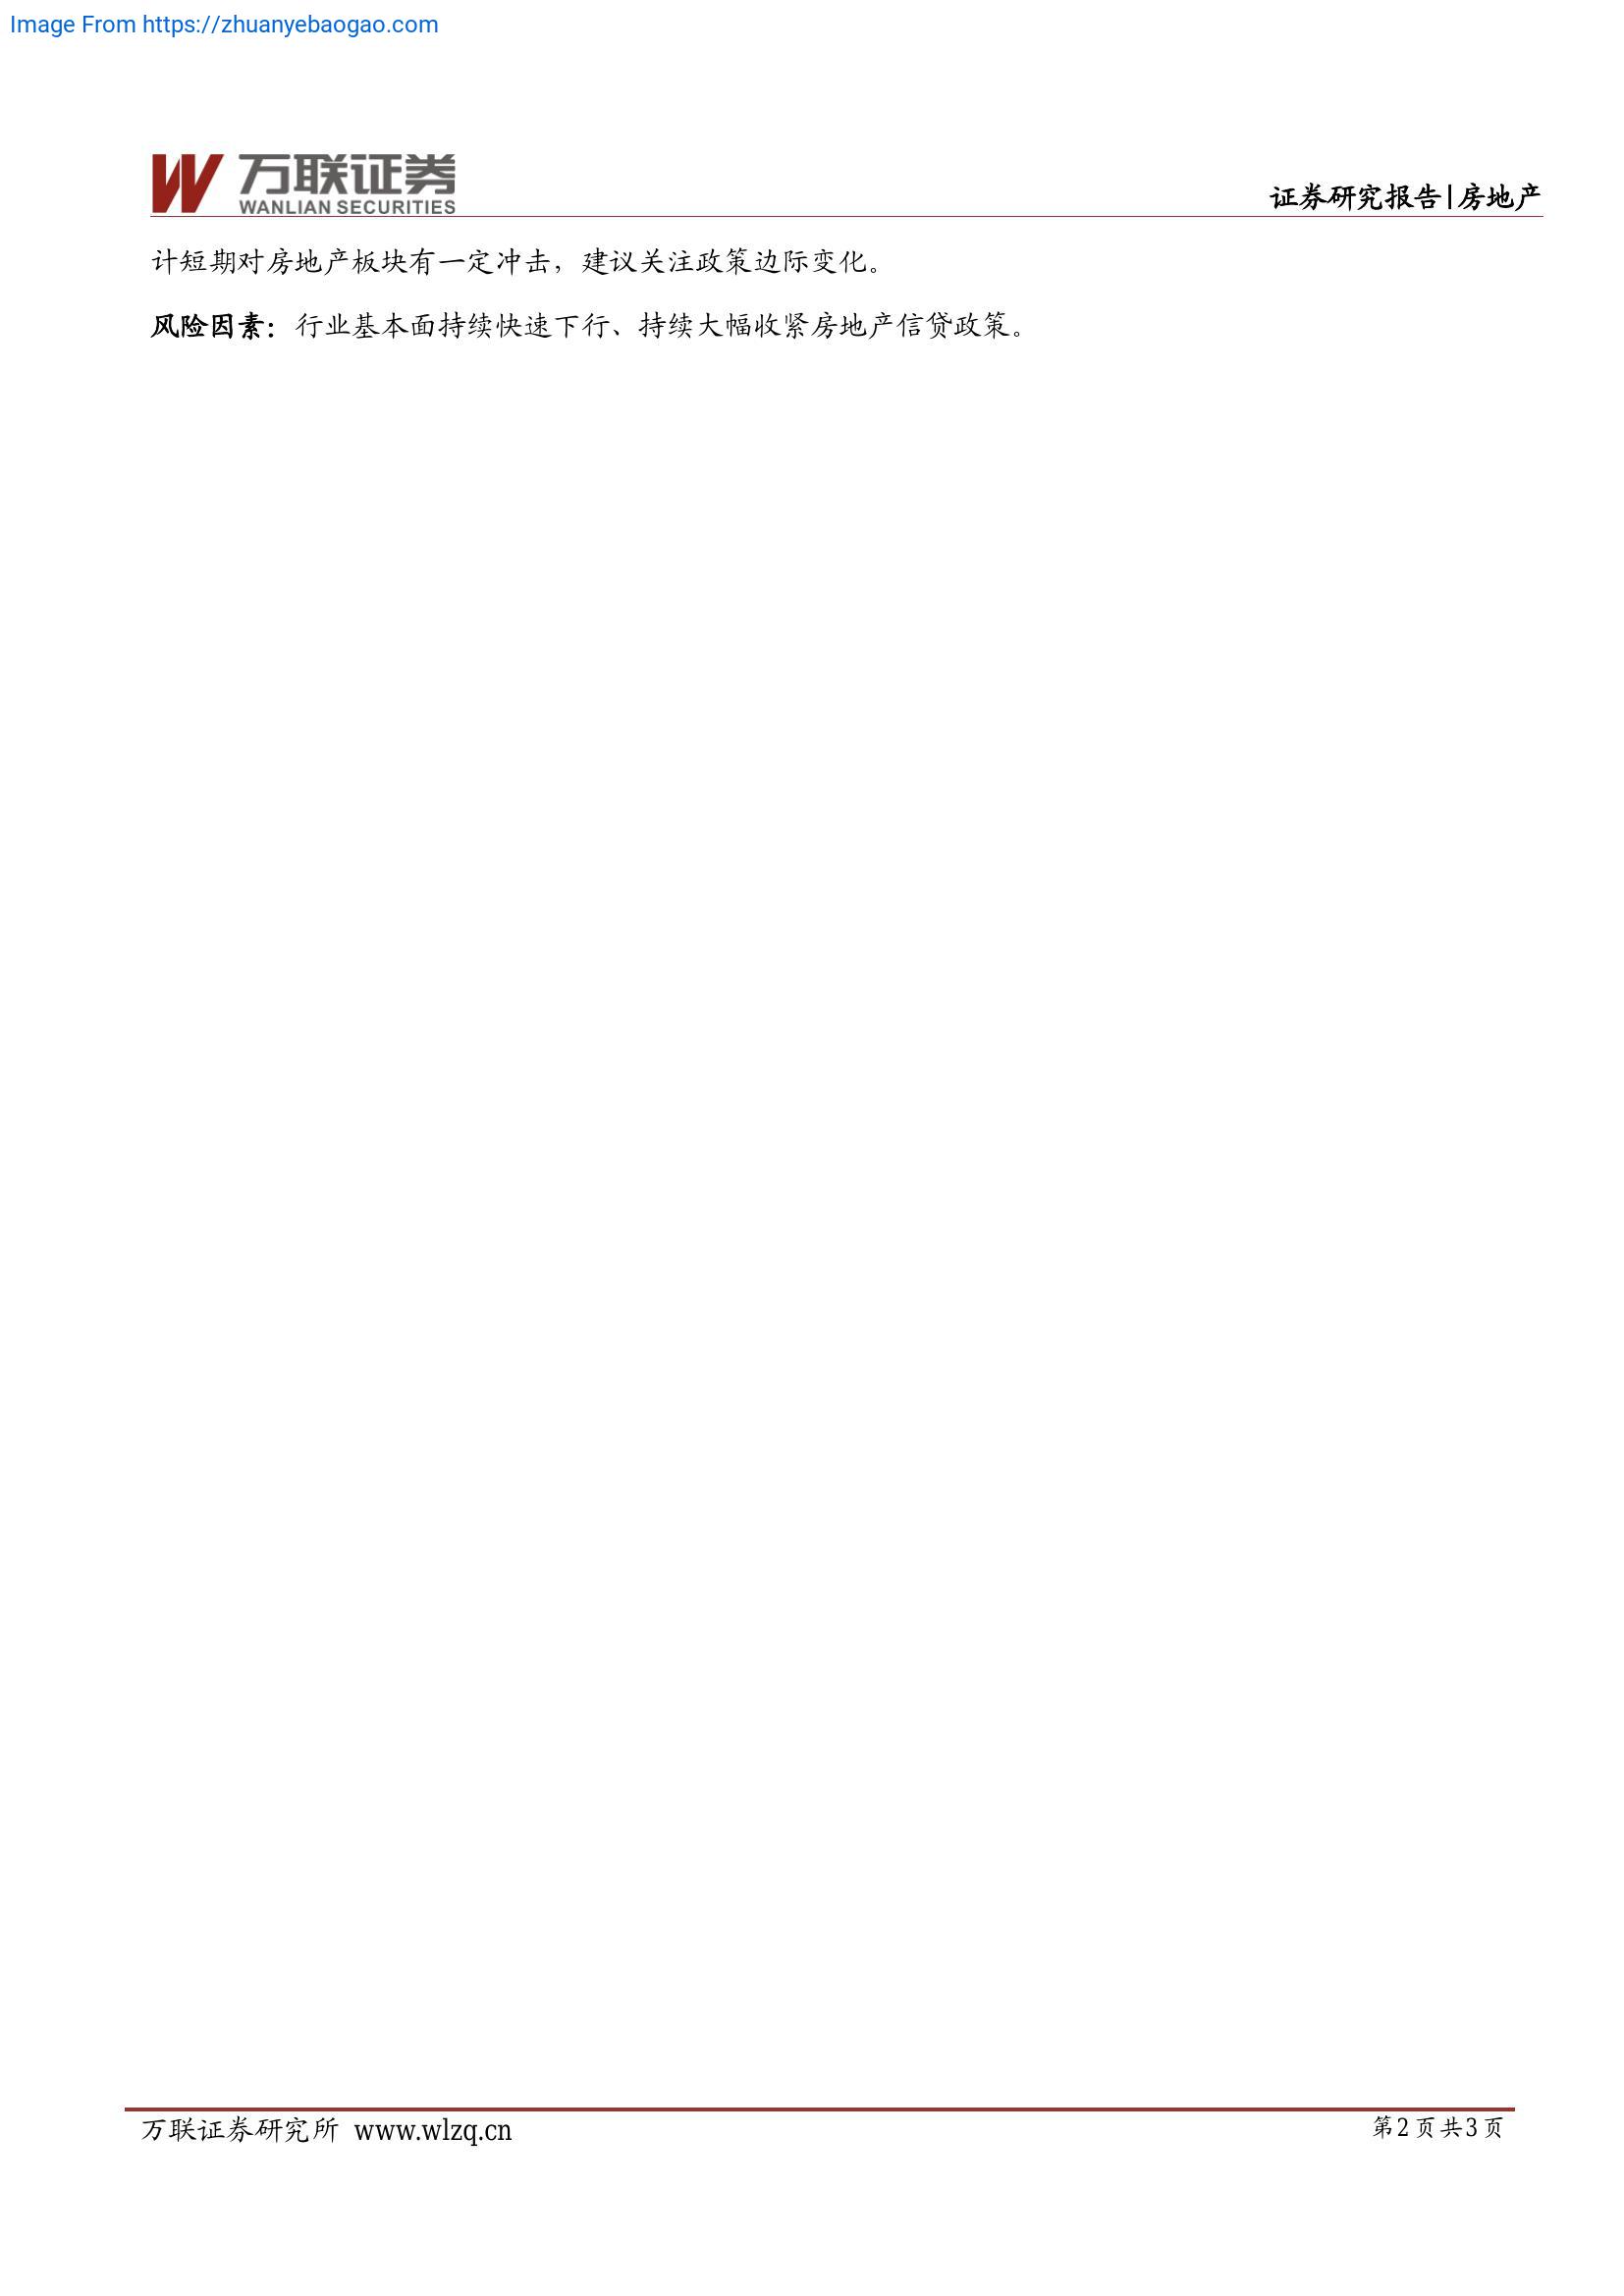 Image From https://zhuanyebaogao.com
万联证券
WANLIAN SECURITIES
证券研究报告|房地产
计短期对房地产板块有一定冲击，建议关注政策边际变化。
风险因素：行业基本面持续快速下行、持续大幅收紧房地产信贷政策。
万联证券研究所 www.wlzq.cn
第2页共3页